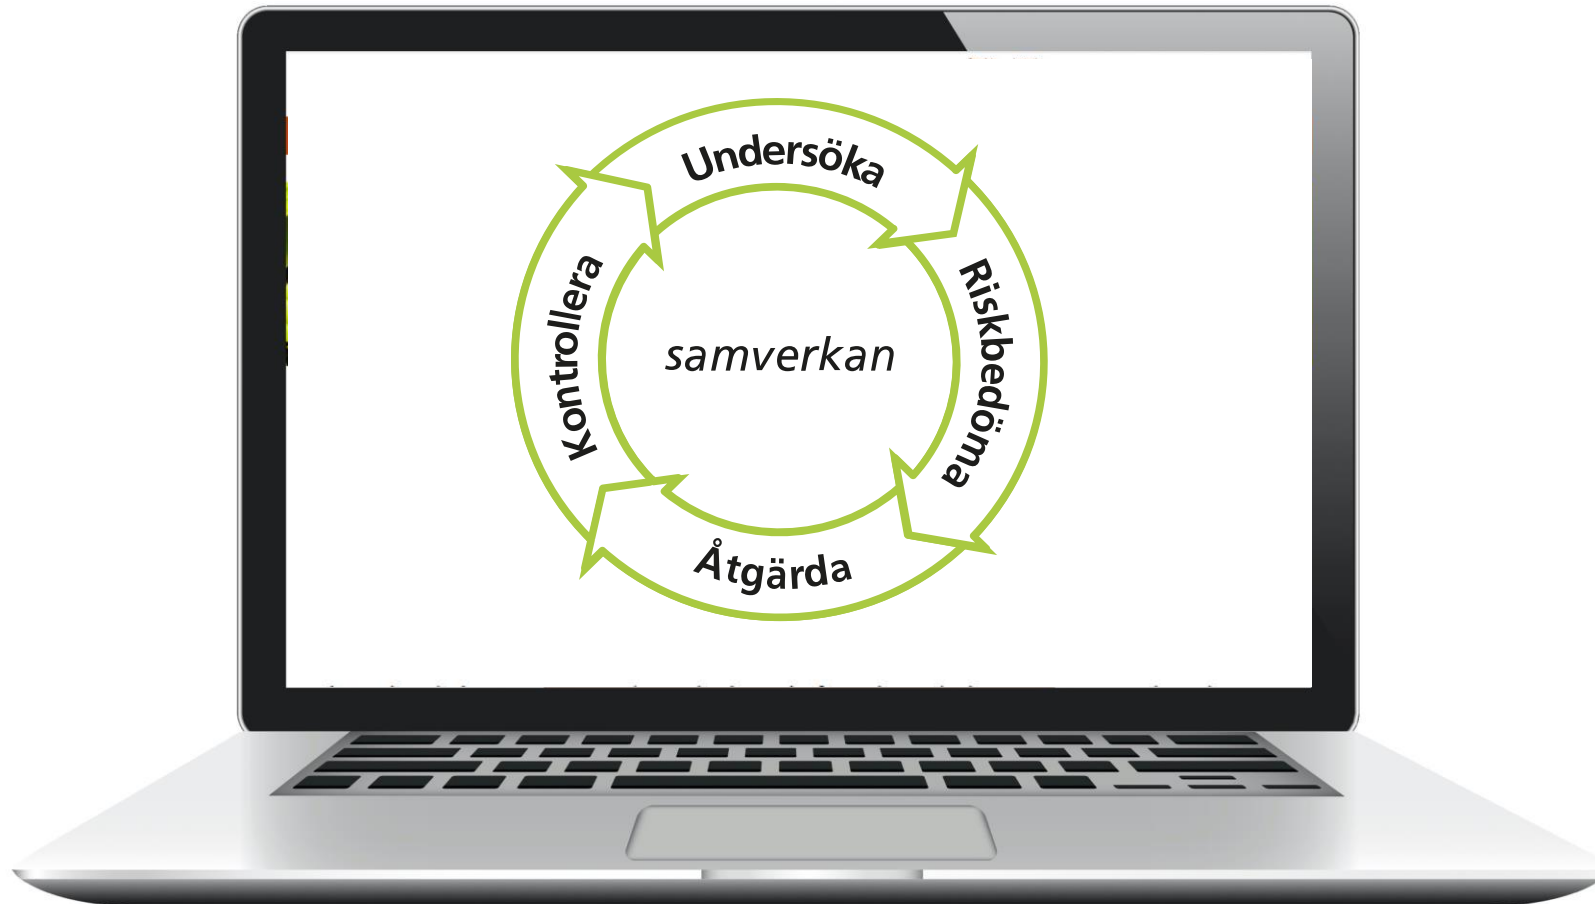 Undersöka
Riskbedöma
Åtgärda
Kontrollera
samverkan